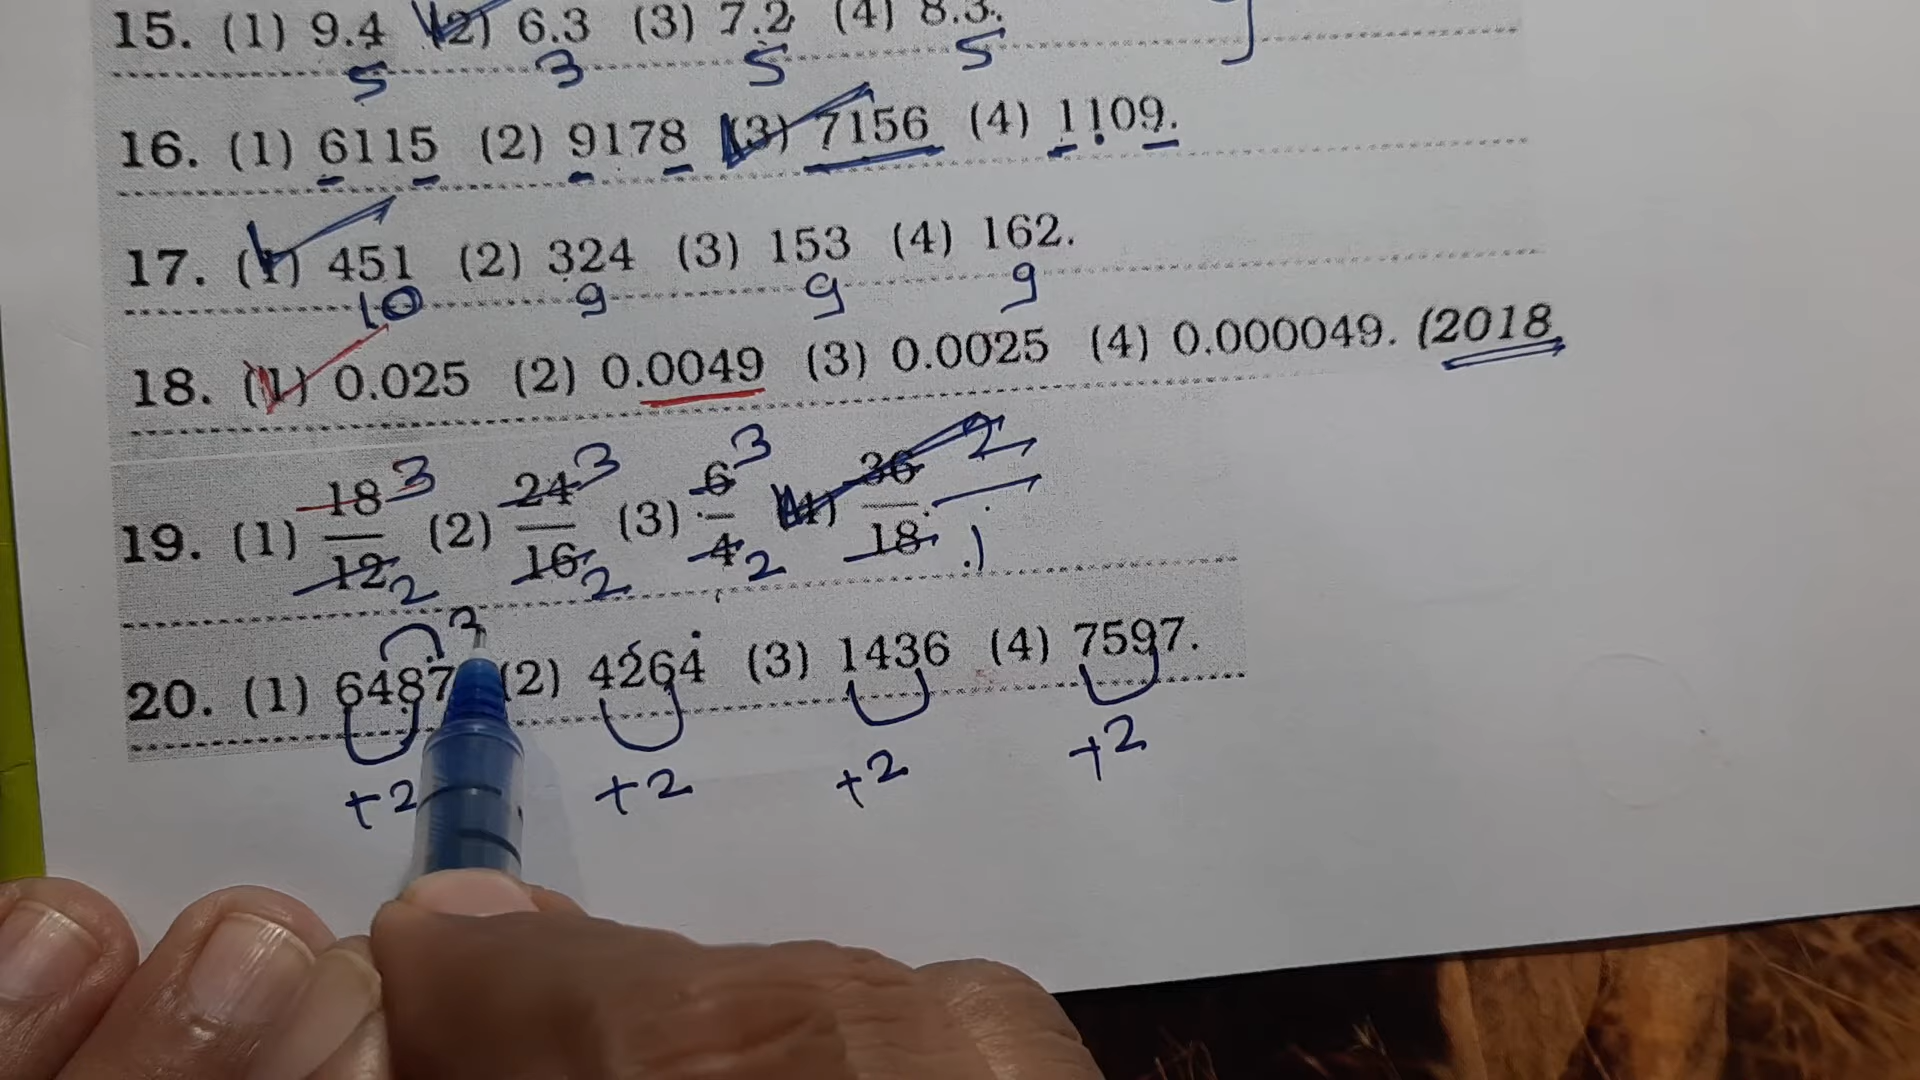 15. (1) 9.4 (2) 6.3 (3) 7.2 (4) 8.3.
5 3 5 5
16. (1) 6115 (2) 9178 (3) 7156 (4) 1109.
17. (1) 451 (2) 324 (3) 153 (4) 162.
10 9 9 9
18. (1) 0.025 (2) 0.0049 (3) 0.0025 (4) 0.000049. (2018
3 3 3 2
19. (1) 18/12 (2) 24/16 (3) 6/4 (4) 36/18.
2 2 2 1
3
20. (1) 6487 (2) 4264 (3) 1436 (4) 7597.
+2 +2 +2 +2